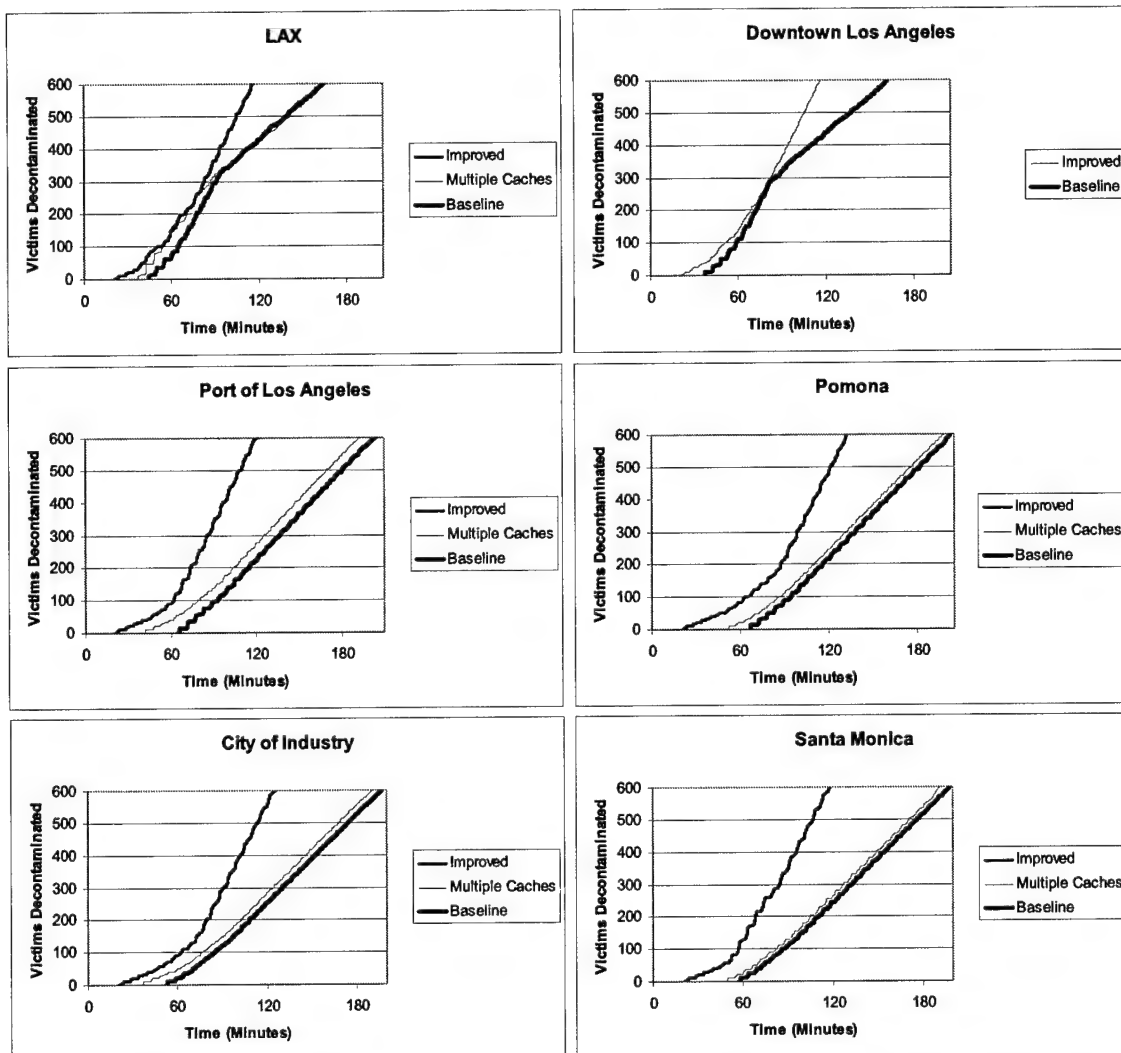 LAX
Victims Decontaminated
600
500
400
300
200
100
0
0 60 120 180
Time (Minutes)
Improved
Multiple Caches
Baseline
Downtown Los Angeles
Victims Decontaminated
600
500
400
300
200
100
0
0 60 120 180
Time (Minutes)
Improved
Baseline
Port of Los Angeles
Victims Decontaminated
600
500
400
300
200
100
0
0 60 120 180
Time (Minutes)
Improved
Multiple Caches
Baseline
Pomona
Victims Decontaminated
600
500
400
300
200
100
0
0 60 120 180
Time (Minutes)
Improved
Multiple Caches
Baseline
City of Industry
Victims Decontaminated
600
500
400
300
200
100
0
0 60 120 180
Time (Minutes)
Improved
Multiple Caches
Baseline
Santa Monica
Victims Decontaminated
600
500
400
300
200
100
0
0 60 120 180
Time (Minutes)
Improved
Multiple Caches
Baseline